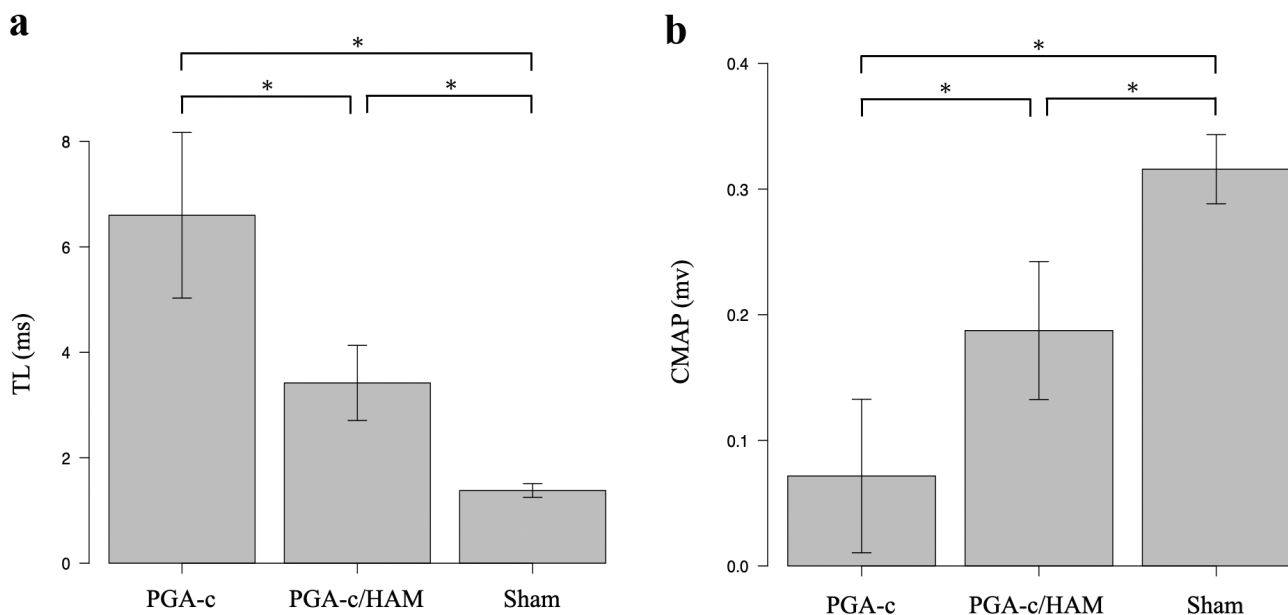 a
*
* *
8
6
4
2
0
TL (ms)
PGA-c PGA-c/HAM Sham
b
*
* *
0.4
0.3
0.2
0.1
0.0
CMAP (mv)
PGA-c PGA-c/HAM Sham